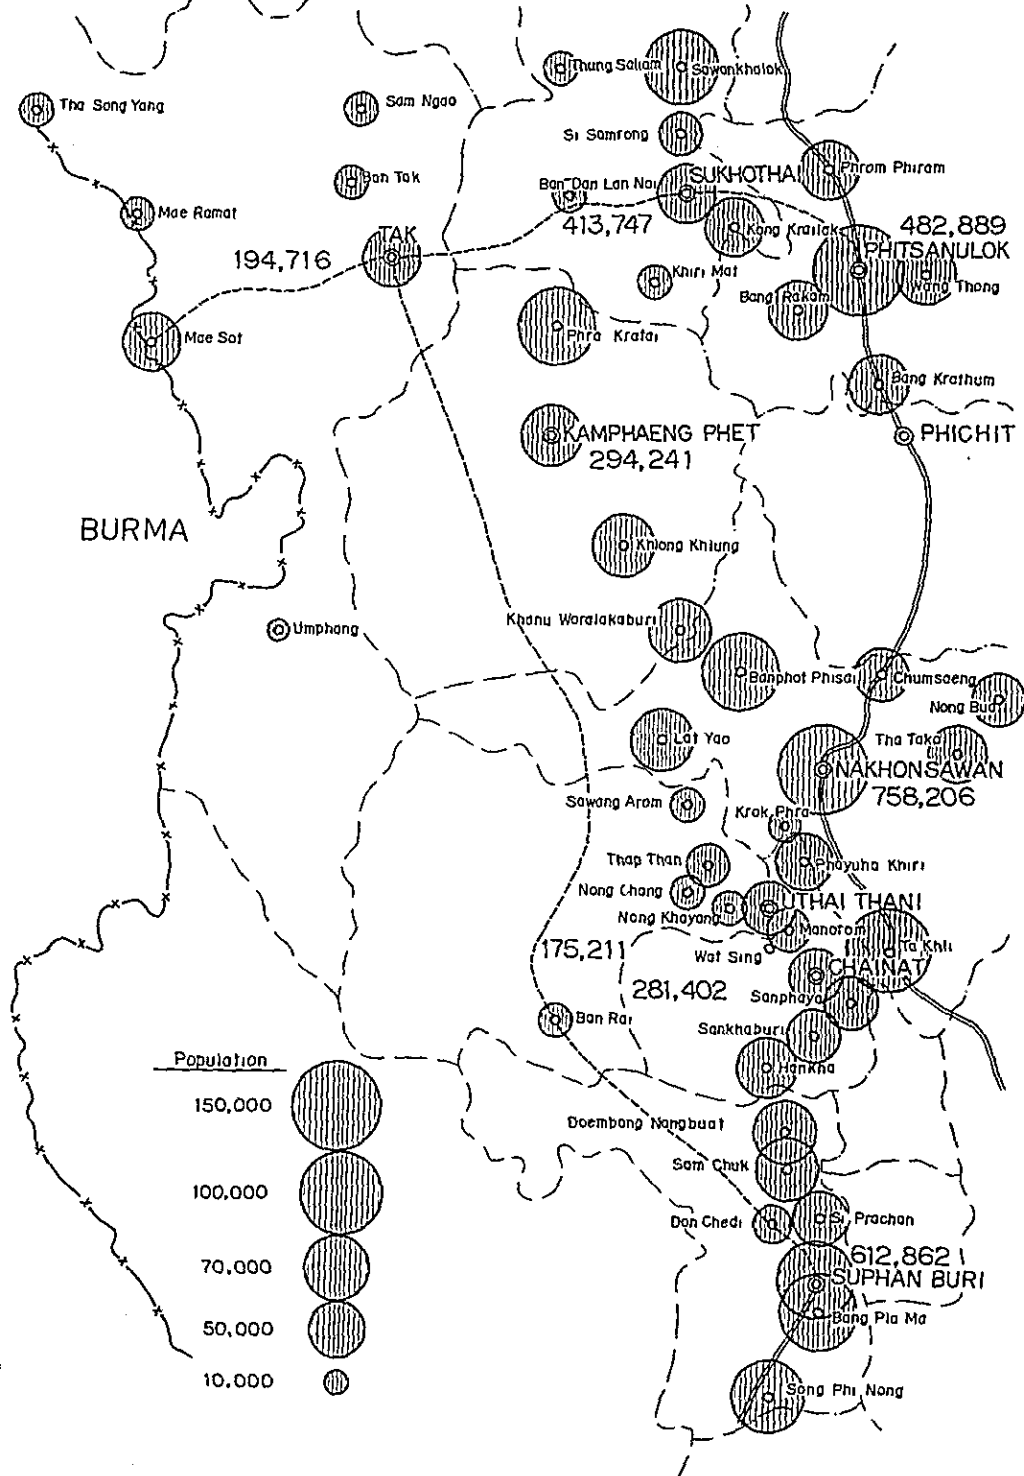 Thung Saliam
Sawankhalok
Tha Song Yang
Sam Ngao
Si Samrong
Ban Tak
Ban Dan Lan Hoi
SUKHOTHAI
Phrom Phiram
Mae Ramat
413,747
Kong Krailat
482,889
TAK
PHITSANULOK
194,716
Khiri Mat
Wang Thong
Bang Rakam
Mae Sot
Phra Kratai
Bang Krathum
KAMPHAENG PHET
PHICHIT
294,241
BURMA
Khlong Khlung
Khanu Woralakaburi
Umphang
Banphot Phisai
Chumsaeng
Nong Bua
Lat Yao
Tha Tako
NAKHONSAWAN
758,206
Sawang Arom
Krok Phra
Thap Than
Phayuha Khiri
Nong Chang
UTHAI THANI
Nong Khayang
Manorom
175,211
Wat Sing
Ta Khli
CHAINAT
281,402
Sanphaya
Ban Rai
Sankhaburi
Hankha
Population
150,000
Doembang Nangbuat
Sam Chuk
100,000
Don Chedi
Si Prachan
612,862
70,000
SUPHAN BURI
Bang Pla Ma
50,000
10,000
Song Phi Nong